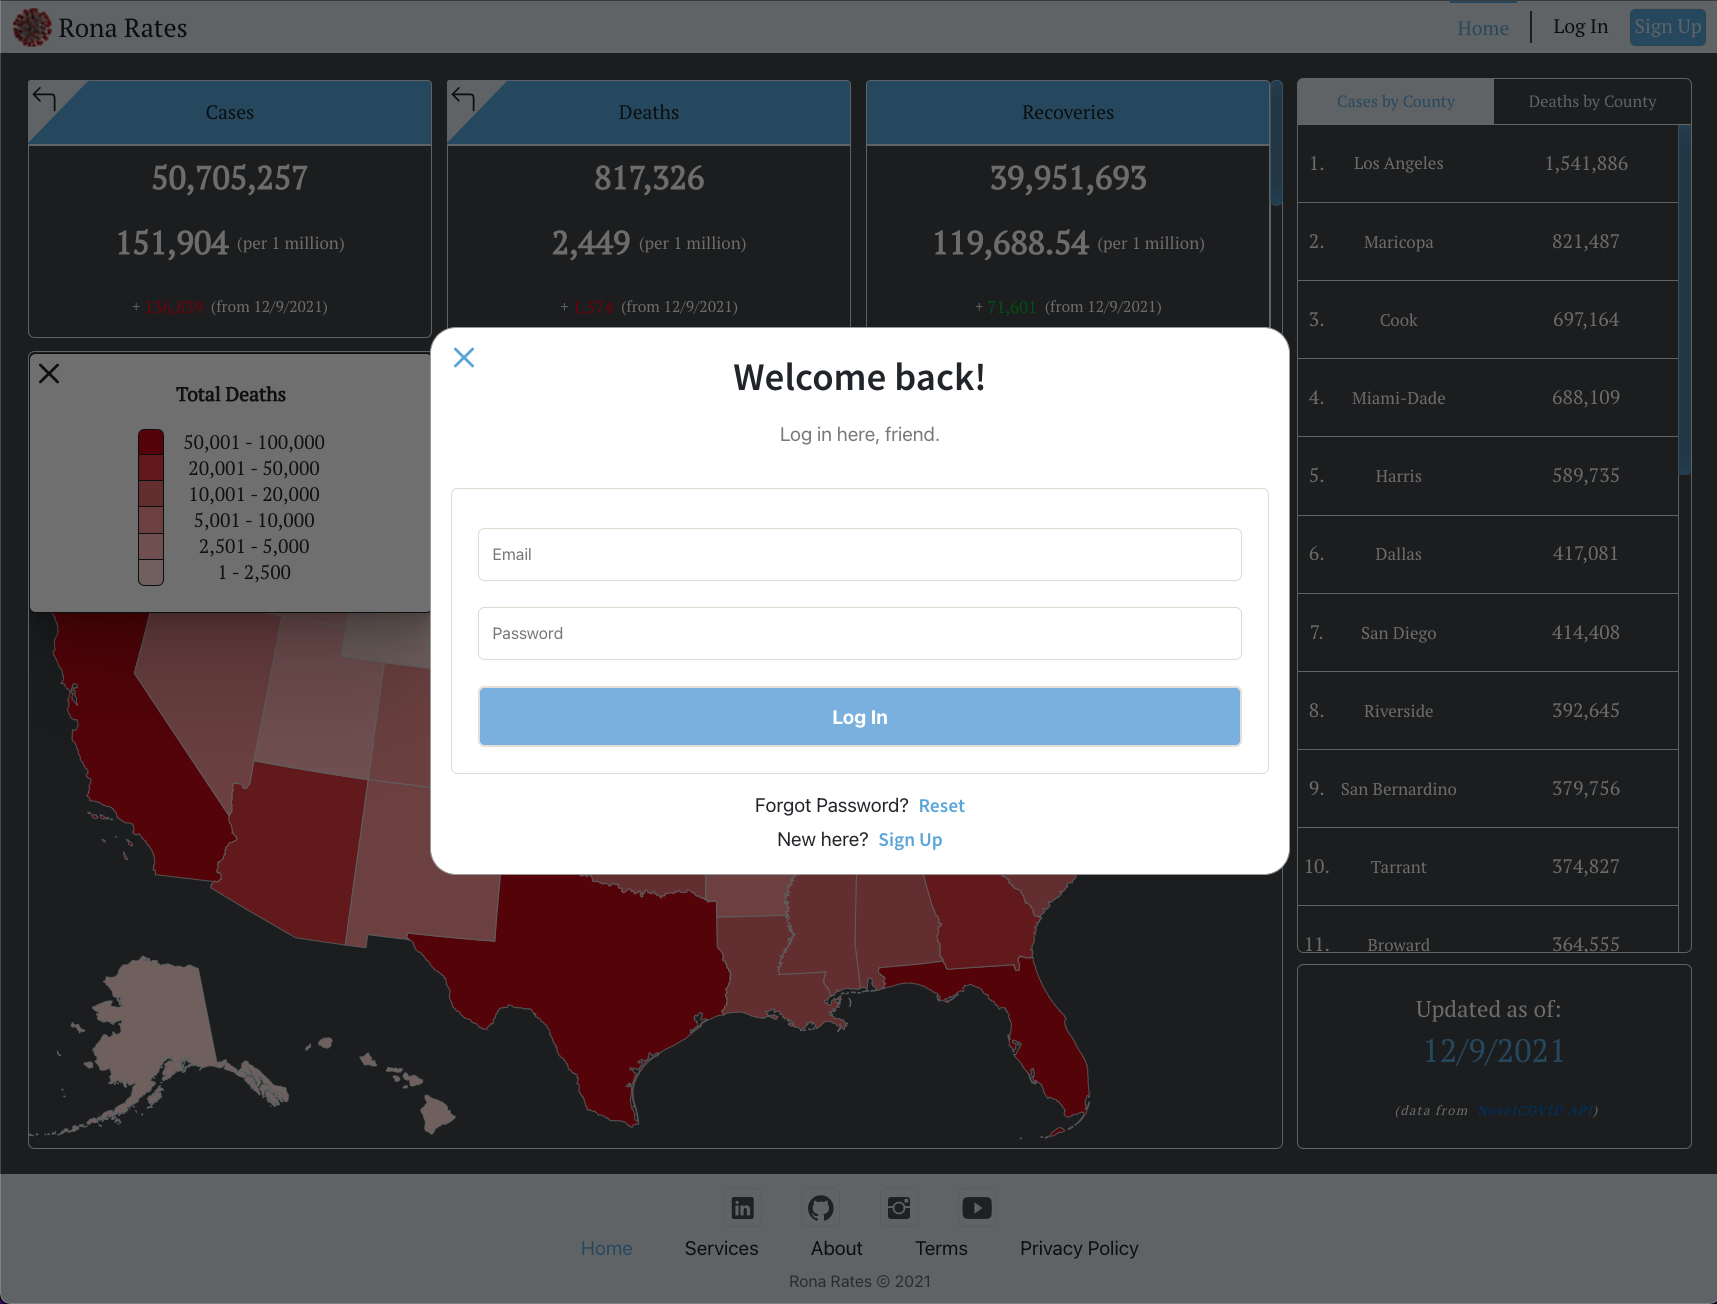 Rona Rates
Home
Log In
Sign Up
Cases
50,705,257
151,904 (per 1 million)
+ 136,839 (from 12/9/2021)
Deaths
817,326
2,449 (per 1 million)
+ 1,574 (from 12/9/2021)
Recoveries
39,951,693
119,688.54 (per 1 million)
+ 71,601 (from 12/9/2021)
Cases by County
Deaths by County
1. Los Angeles 1,541,886
2. Maricopa 821,487
3. Cook 697,164
4. Miami-Dade 688,109
5. Harris 589,735
6. Dallas 417,081
7. San Diego 414,408
8. Riverside 392,645
9. San Bernardino 379,756
10. Tarrant 374,827
11. Broward 364,555
Total Deaths
50,001 - 100,000
20,001 - 50,000
10,001 - 20,000
5,001 - 10,000
2,501 - 5,000
1 - 2,500
Welcome back!
Log in here, friend.
Email
Password
Log In
Forgot Password? Reset
New here? Sign Up
Updated as of:
12/9/2021
(data from NovelCOVID API)
Home
Services
About
Terms
Privacy Policy
Rona Rates © 2021